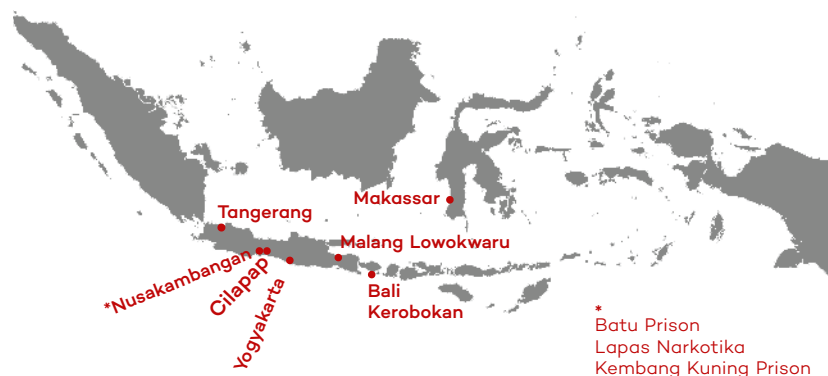 Makassar
Tangerang
Malang Lowokwaru
*Nusakambangan
Cilapap
Yogyakarta
Bali
Kerobokan
*
Batu Prison
Lapas Narkotika
Kembang Kuning Prison